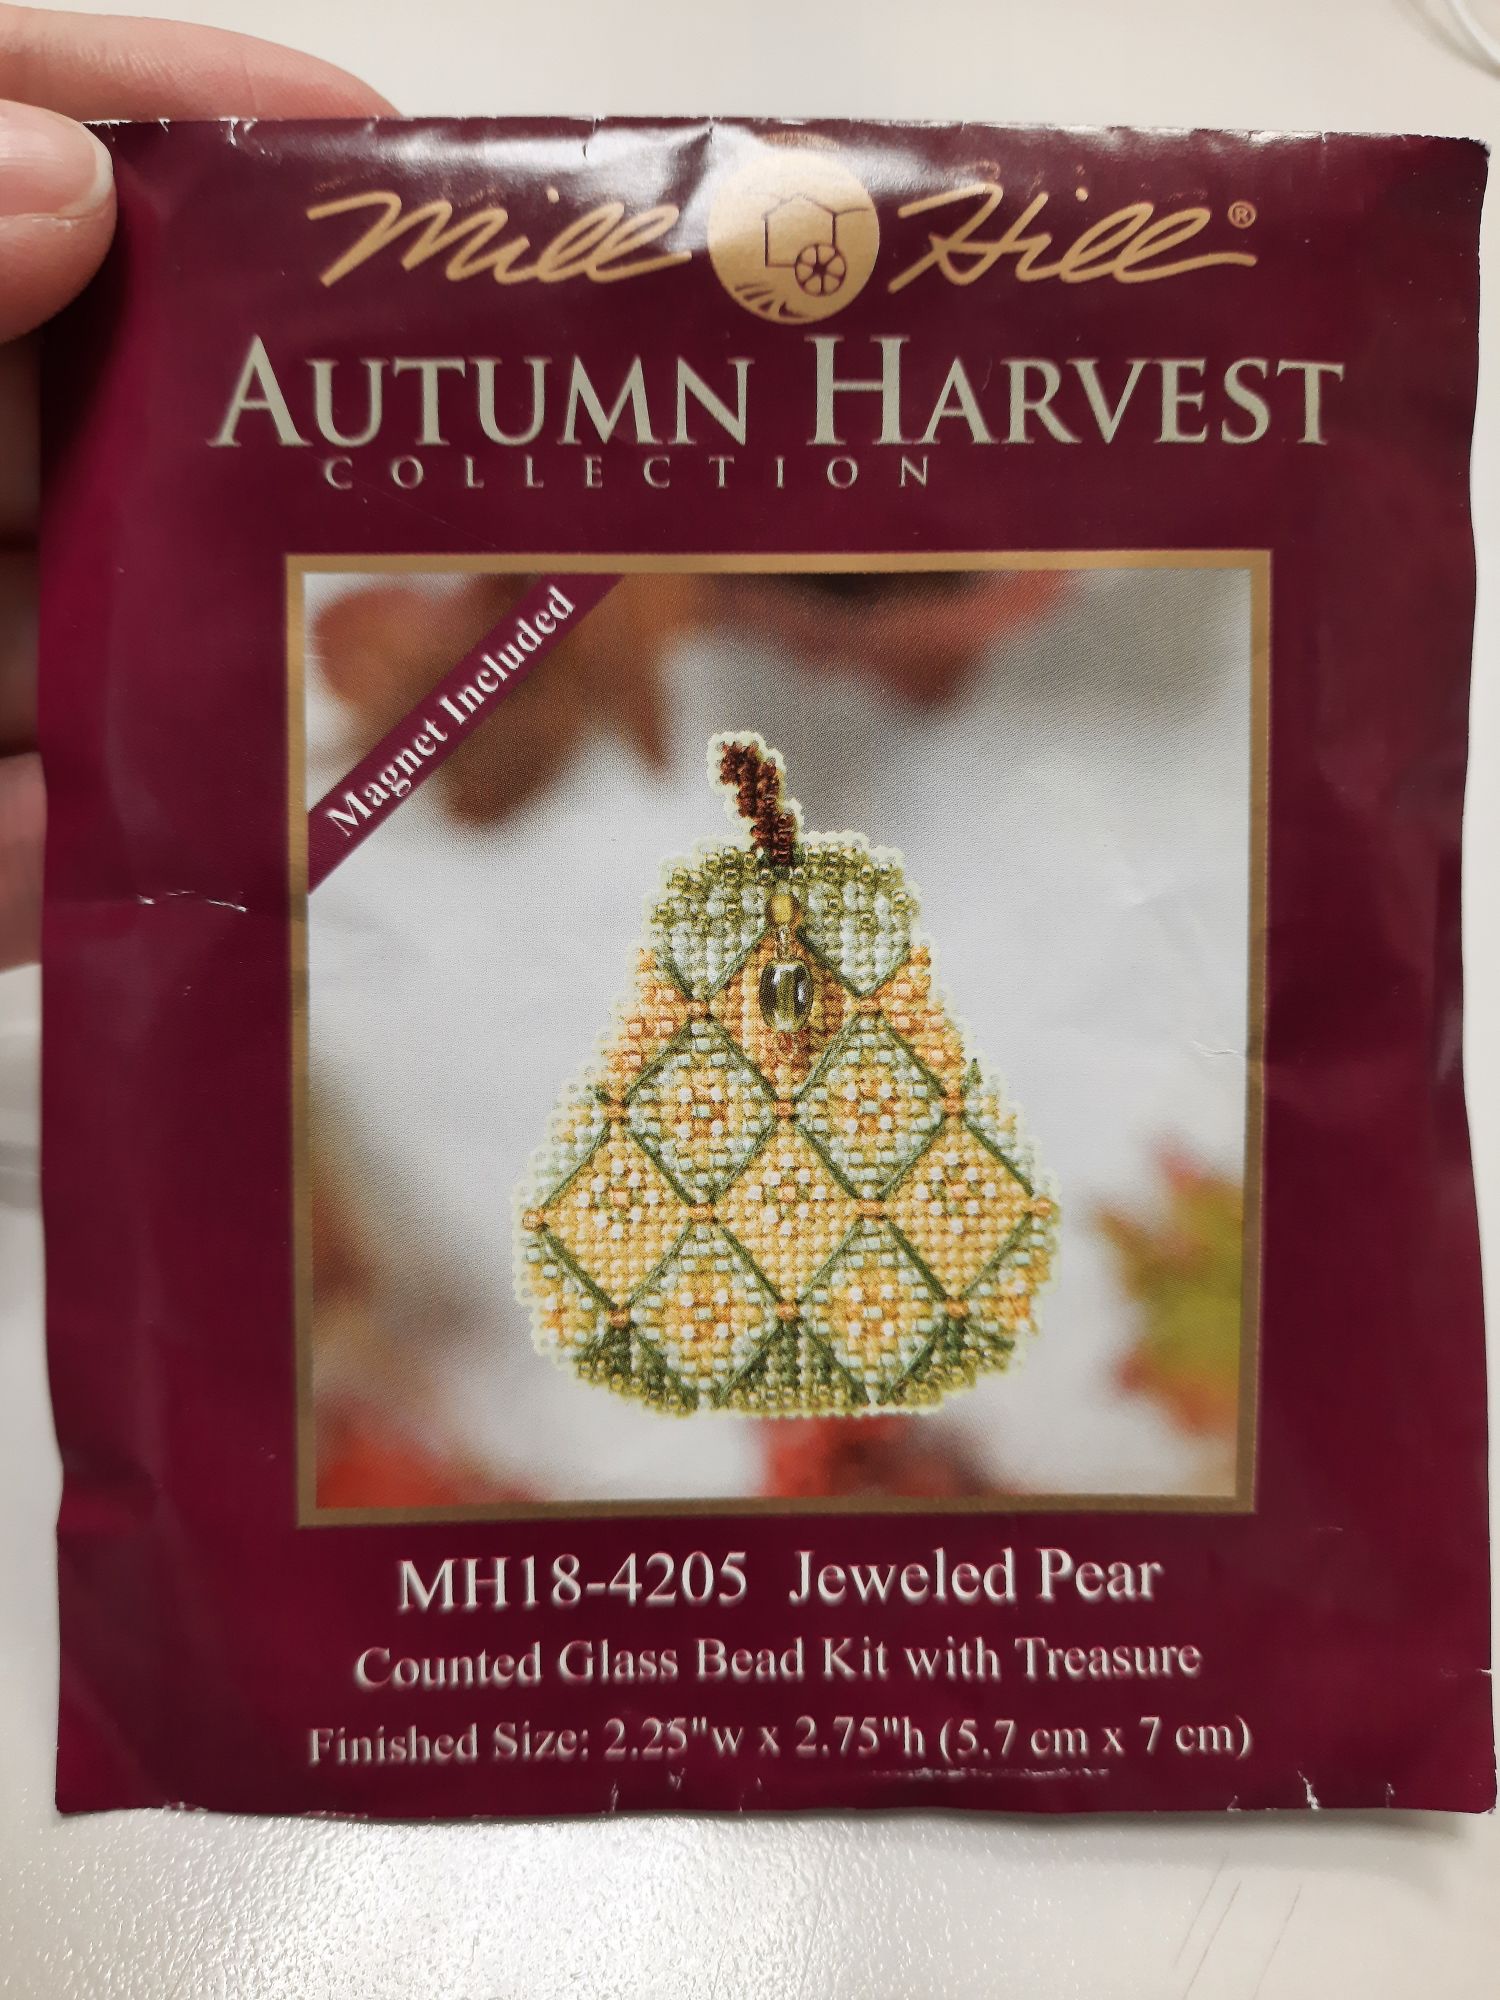 Mill Hill®
AUTUMN HARVEST
COLLECTION
Magnet Included
MH18-4205 Jeweled Pear
Counted Glass Bead Kit with Treasure
Finished Size: 2.25"w x 2.75"h (5.7 cm x 7 cm)